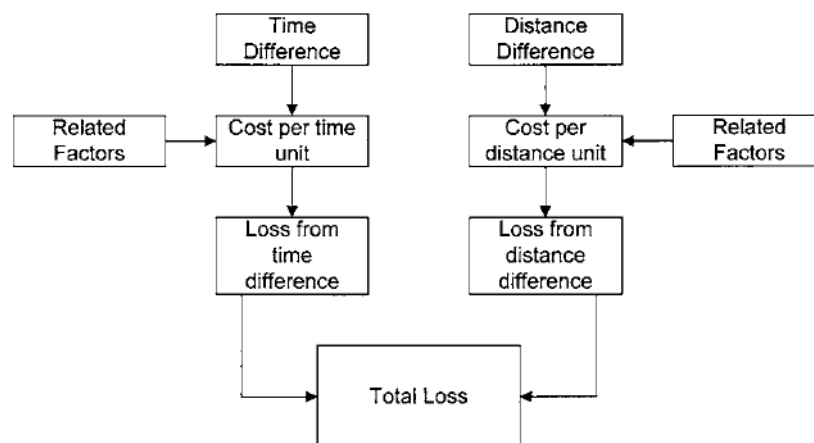 Time
Difference
Distance
Difference
Related
Factors
Cost per time
unit
Cost per
distance unit
Related
Factors
Loss from
time
difference
Loss from
distance
difference
Total Loss